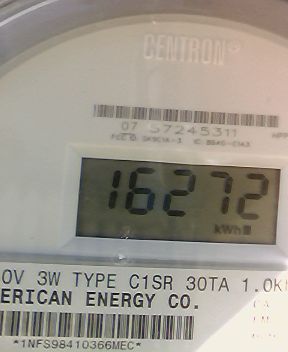 CENTRON®
07 57245311
16272
kWh
0V 3W TYPE C1SR 30TA 1.0K
ERICAN ENERGY CO.
*1NFS98410366MEC*